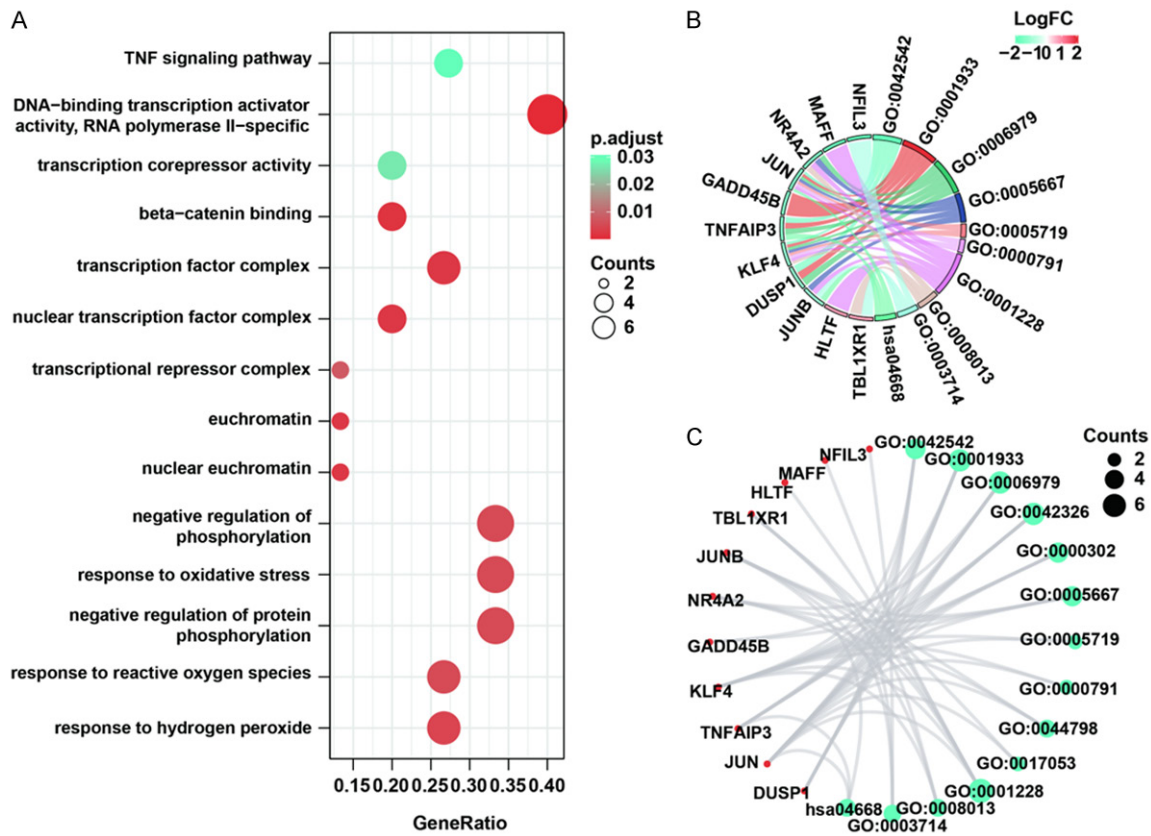 A
TNF signaling pathway
DNA−binding transcription activator
activity, RNA polymerase II−specific
transcription corepressor activity
beta−catenin binding
transcription factor complex
nuclear transcription factor complex
transcriptional repressor complex
euchromatin
nuclear euchromatin
negative regulation of
phosphorylation
response to oxidative stress
negative regulation of protein
phosphorylation
response to reactive oxygen species
response to hydrogen peroxide
0.15 0.20 0.25 0.30 0.35 0.40
GeneRatio
p.adjust
0.03
0.02
0.01
Counts
2
4
6
B
LogFC
−2−10 1 2
NFIL3
MAFF
NR4A2
JUN
GADD45B
TNFAIP3
KLF4
DUSP1
JUNB
HLTF
TBL1XR1
hsa04668
GO:0003714
GO:0008013
GO:0001228
GO:0000791
GO:0005719
GO:0005667
GO:0006979
GO:0001933
GO:0042542
C
Counts
2
4
6
NFIL3
MAFF
HLTF
TBL1XR1
JUNB
NR4A2
GADD45B
KLF4
TNFAIP3
JUN
DUSP1
GO:0042542
GO:0001933
GO:0006979
GO:0042326
GO:0000302
GO:0005667
GO:0005719
GO:0000791
GO:0044798
GO:0017053
GO:0001228
GO:0008013
GO:0003714
hsa04668